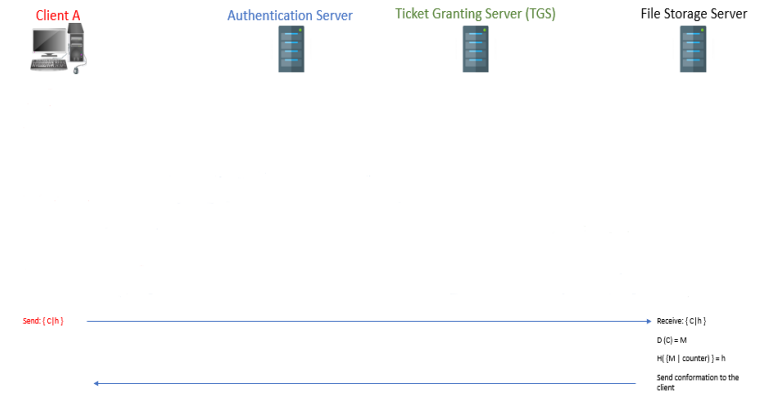 Client A
Authentication Server
Ticket Granting Server (TGS)
File Storage Server
Send: { C|h }
Receive: { C|h }
D (C) = M
H( (M | counter) ) = h
Send conformation to the
client